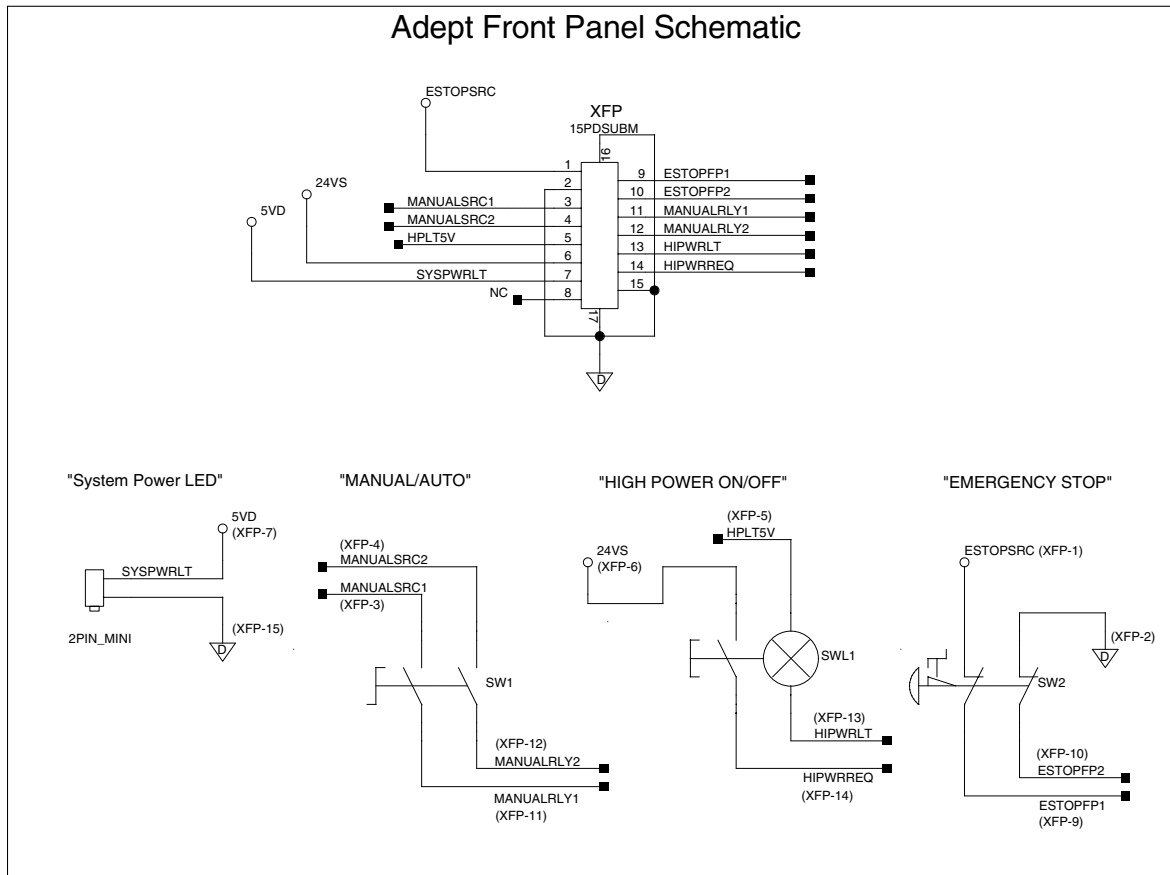 Adept Front Panel Schematic
ESTOPSRC
XFP
15PDSUBM
16
24VS
5VD
1
2
MANUALSRC1 3
MANUALSRC2 4
HPLT5V 5
6
SYSPWRLT 7
NC 8
9 ESTOPFP1
10 ESTOPFP2
11 MANUALRLY1
12 MANUALRLY2
13 HIPWRLT
14 HIPWRREQ
15
17
D
"System Power LED"
5VD
(XFP-7)
SYSPWRLT
2PIN_MINI
(XFP-15)
D
"MANUAL/AUTO"
(XFP-4)
MANUALSRC2
MANUALSRC1
(XFP-3)
SW1
(XFP-12)
MANUALRLY2
MANUALRLY1
(XFP-11)
"HIGH POWER ON/OFF"
(XFP-5)
HPLT5V
24VS
(XFP-6)
SWL1
(XFP-13)
HIPWRLT
HIPWRREQ
(XFP-14)
"EMERGENCY STOP"
ESTOPSRC (XFP-1)
(XFP-2)
D
SW2
(XFP-10)
ESTOPFP2
ESTOPFP1
(XFP-9)